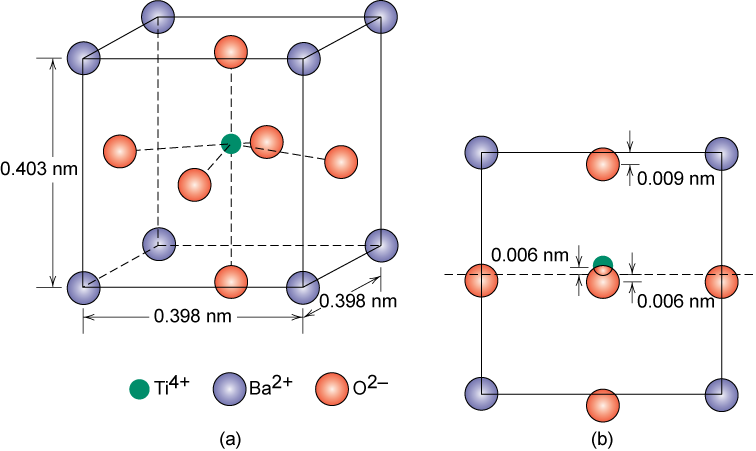 0.403 nm
0.398 nm
0.398 nm
Ti4+
Ba2+
O2–
(a)
0.009 nm
0.006 nm
0.006 nm
(b)